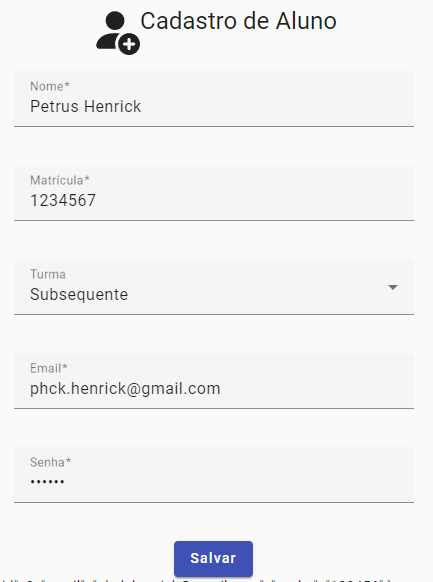 Cadastro de Aluno
Nome*
Petrus Henrick
Matrícula*
1234567
Turma
Subsequente
Email*
phck.henrick@gmail.com
Senha*
••••••
Salvar